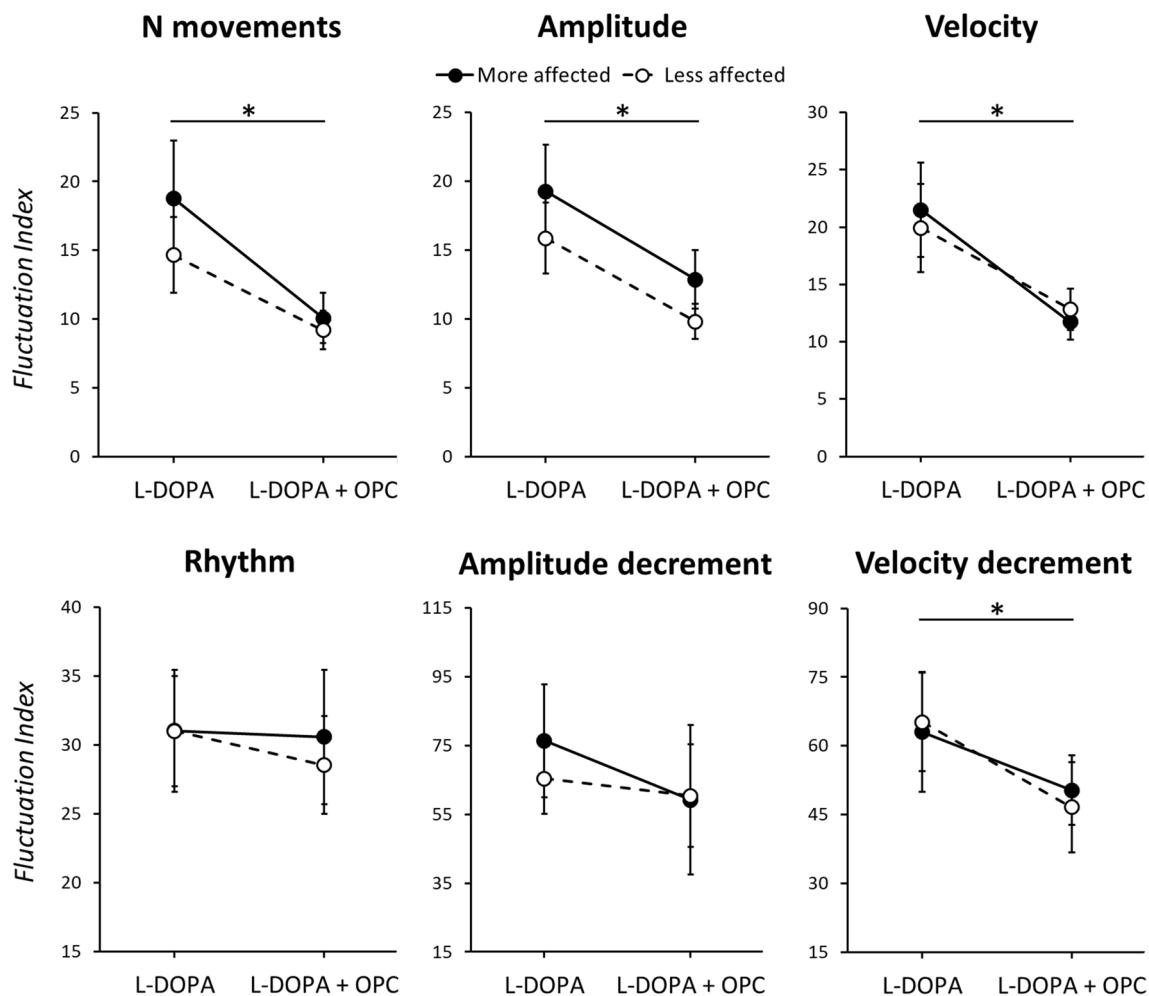 N movements
Amplitude
Velocity
More affected
Less affected
*
*
*
Fluctuation Index
25
20
15
10
5
0
25
20
15
10
5
0
30
25
20
15
10
5
0
L-DOPA
L-DOPA + OPC
L-DOPA
L-DOPA + OPC
L-DOPA
L-DOPA + OPC
Rhythm
Amplitude decrement
Velocity decrement
*
Fluctuation Index
40
35
30
25
20
15
115
95
75
55
35
15
90
75
60
45
30
15
L-DOPA
L-DOPA + OPC
L-DOPA
L-DOPA + OPC
L-DOPA
L-DOPA + OPC